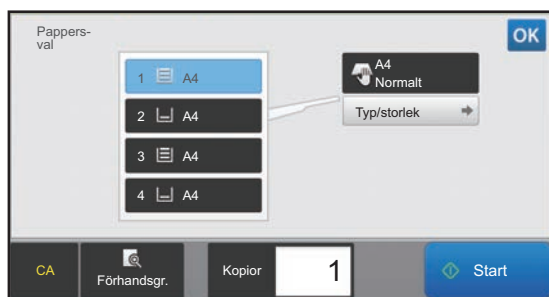 Pappers-
val
OK
1 A4
2 A4
3 A4
4 A4
A4
Normalt
Typ/storlek
CA
Förhandsgr.
Kopior
1
Start